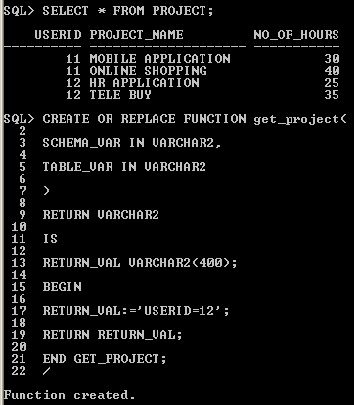 SQL> SELECT * FROM PROJECT;
USERID PROJECT_NAME NO_OF_HOURS
---------- -------------------- -----------
11 MOBILE APPLICATION 30
11 ONLINE SHOPPING 40
12 HR APPLICATION 25
12 TELE BUY 35
SQL> CREATE OR REPLACE FUNCTION get_project(
2
3 SCHEMA_VAR IN VARCHAR2,
4
5 TABLE_VAR IN VARCHAR2
6
7 )
8
9 RETURN VARCHAR2
10
11 IS
12
13 RETURN_VAL VARCHAR2(400);
14
15 BEGIN
16
17 RETURN_VAL:='USERID=12';
18
19 RETURN RETURN_VAL;
20
21 END GET_PROJECT;
22 /
Function created.